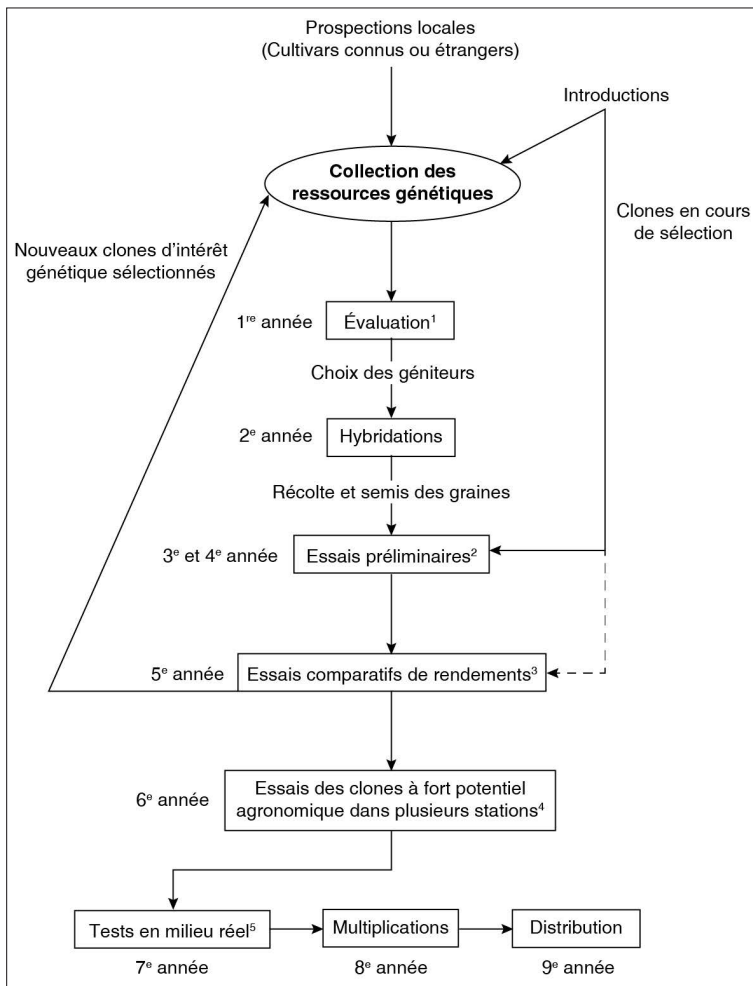 Prospections locales
(Cultivars connus ou étrangers)
Introductions
Collection des
ressources génétiques
Clones en cours
de sélection
Nouveaux clones d'intérêt
génétique sélectionnés
1re année
Évaluation1
Choix des géniteurs
2e année
Hybridations
Récolte et semis des graines
3e et 4e année
Essais préliminaires2
5e année
Essais comparatifs de rendements3
6e année
Essais des clones à fort potentiel
agronomique dans plusieurs stations4
Tests en milieu réel5
Multiplications
Distribution
7e année
8e année
9e année